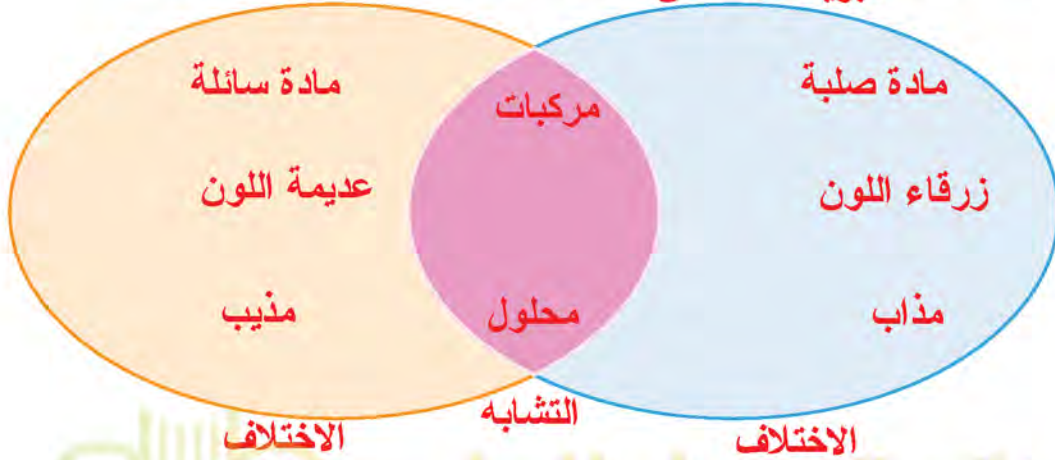 مادة صلبة
زرقاء اللون
مذاب
مركبات
محلول
مادة سائلة
عديمة اللون
مذيب
الاختلاف
التشابه
الاختلاف